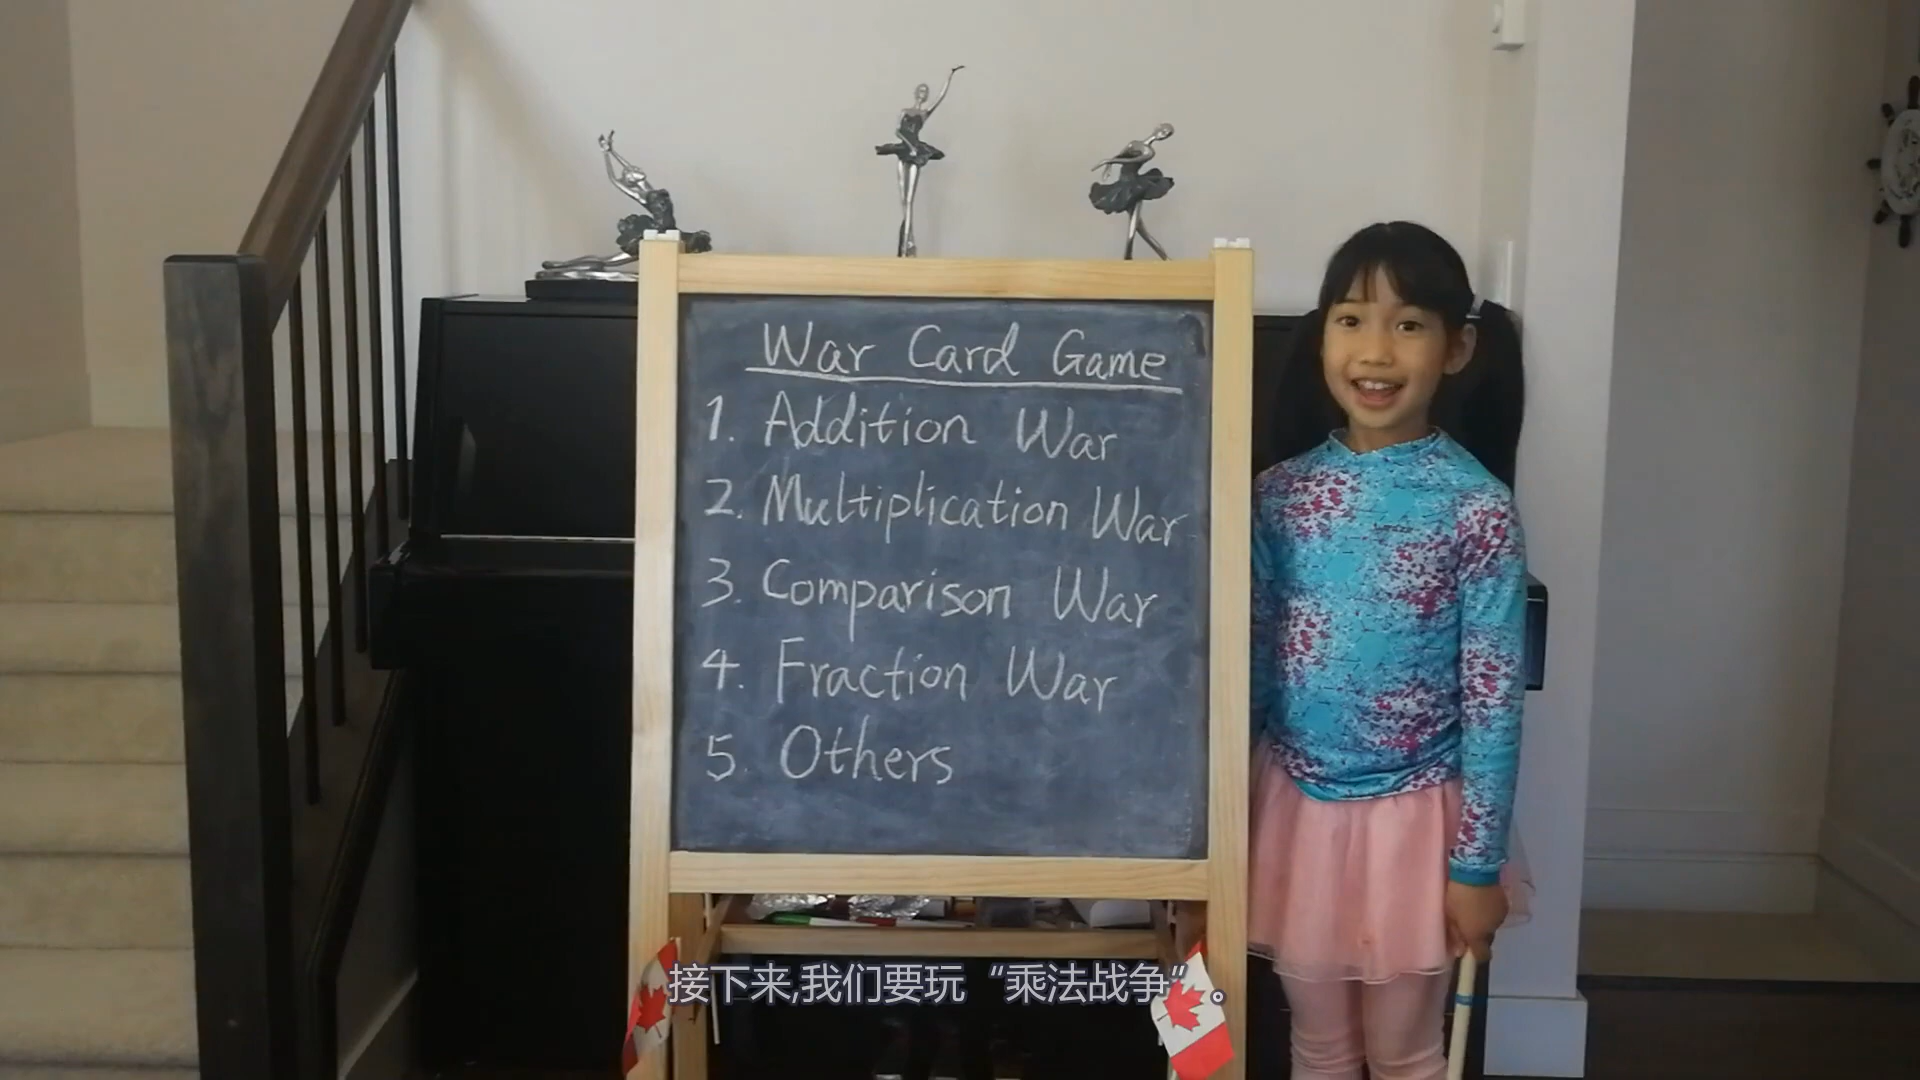 War Card Game
1. Addition War
2. Multiplication War
3. Comparison War
4. Fraction War
5. Others
接下来,我们要玩“乘法战争”。